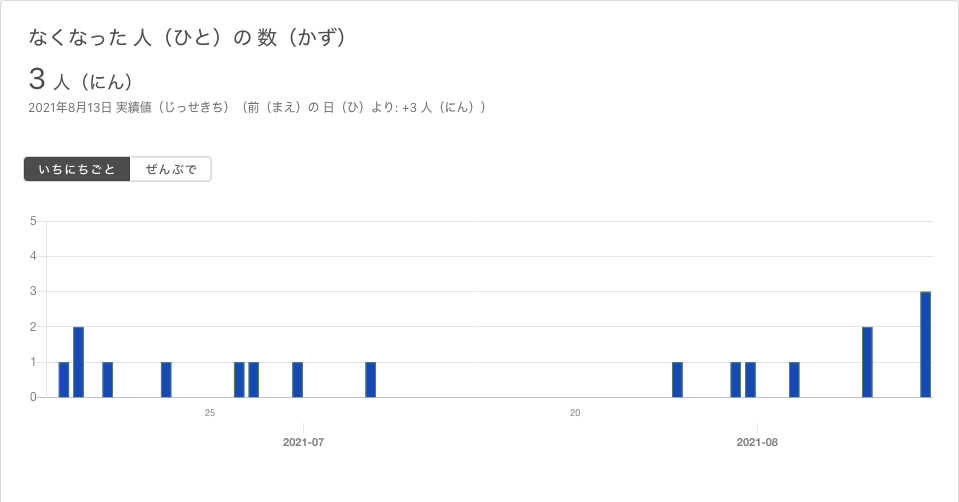 なくなった 人（ひと）の 数（かず）
3 人（にん）
2021年8月13日 実績値（じっせきち）（前（まえ）の 日（ひ）より: +3 人（にん））
いちにちごと ぜんぶで
5
4
3
2
1
0
25 20
2021-07 2021-08